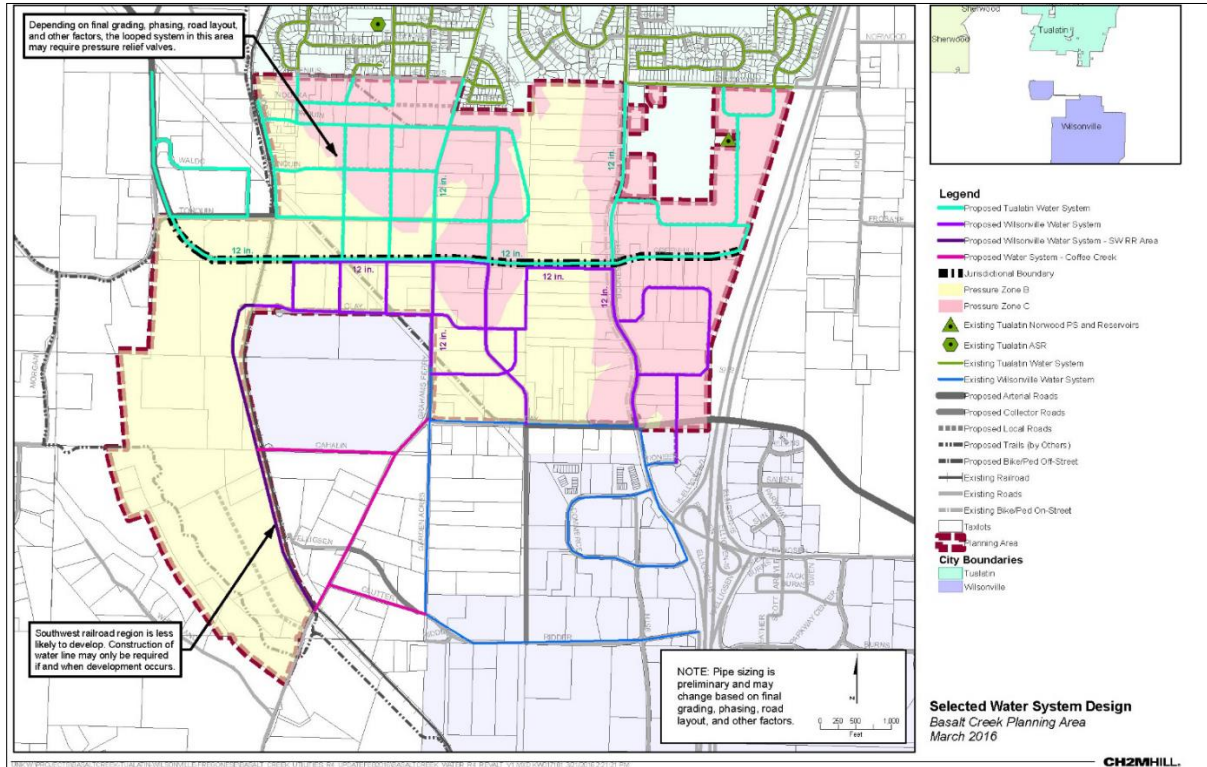 Depending on final grading, phasing, road layout,
and other factors, the looped system in this area
may require pressure relief valves.
Sherwood
Sherwood
Tualatin
Wilsonville
NORWOOD
WALDO
TONQUIN
12 in.
12 in.
12 in.
12 in.
12 in.
12 in.
12 in.
CLAY
MORGAN
GRAHAMS FERRY
CAHALIN
GARDEN ACRES
RIDDER
BURNS
Southwest railroad region is less
likely to develop. Construction of
water line may only be required
if and when development occurs.
NOTE: Pipe sizing is
preliminary and may
change based on final
grading, phasing, road
layout, and other factors.
0 250 500 1,000
Feet
Legend
Proposed Tualatin Water System
Proposed Wilsonville Water System
Proposed Wilsonville Water System - SW RR Area
Proposed Water System - Coffee Creek
Jurisdictional Boundary
Pressure Zone B
Pressure Zone C
Existing Tualatin Norwood PS and Reservoirs
Existing Tualatin ASR
Existing Tualatin Water System
Existing Wilsonville Water System
Proposed Arterial Roads
Proposed Collector Roads
Proposed Local Roads
Proposed Trails (by Others)
Proposed Bike/Ped Off-Street
Existing Railroad
Existing Roads
Existing Bike/Ped On-Street
Taxlots
Planning Area
City Boundaries
Tualatin
Wilsonville
Selected Water System Design
Basalt Creek Planning Area
March 2016
CH2MHILL.